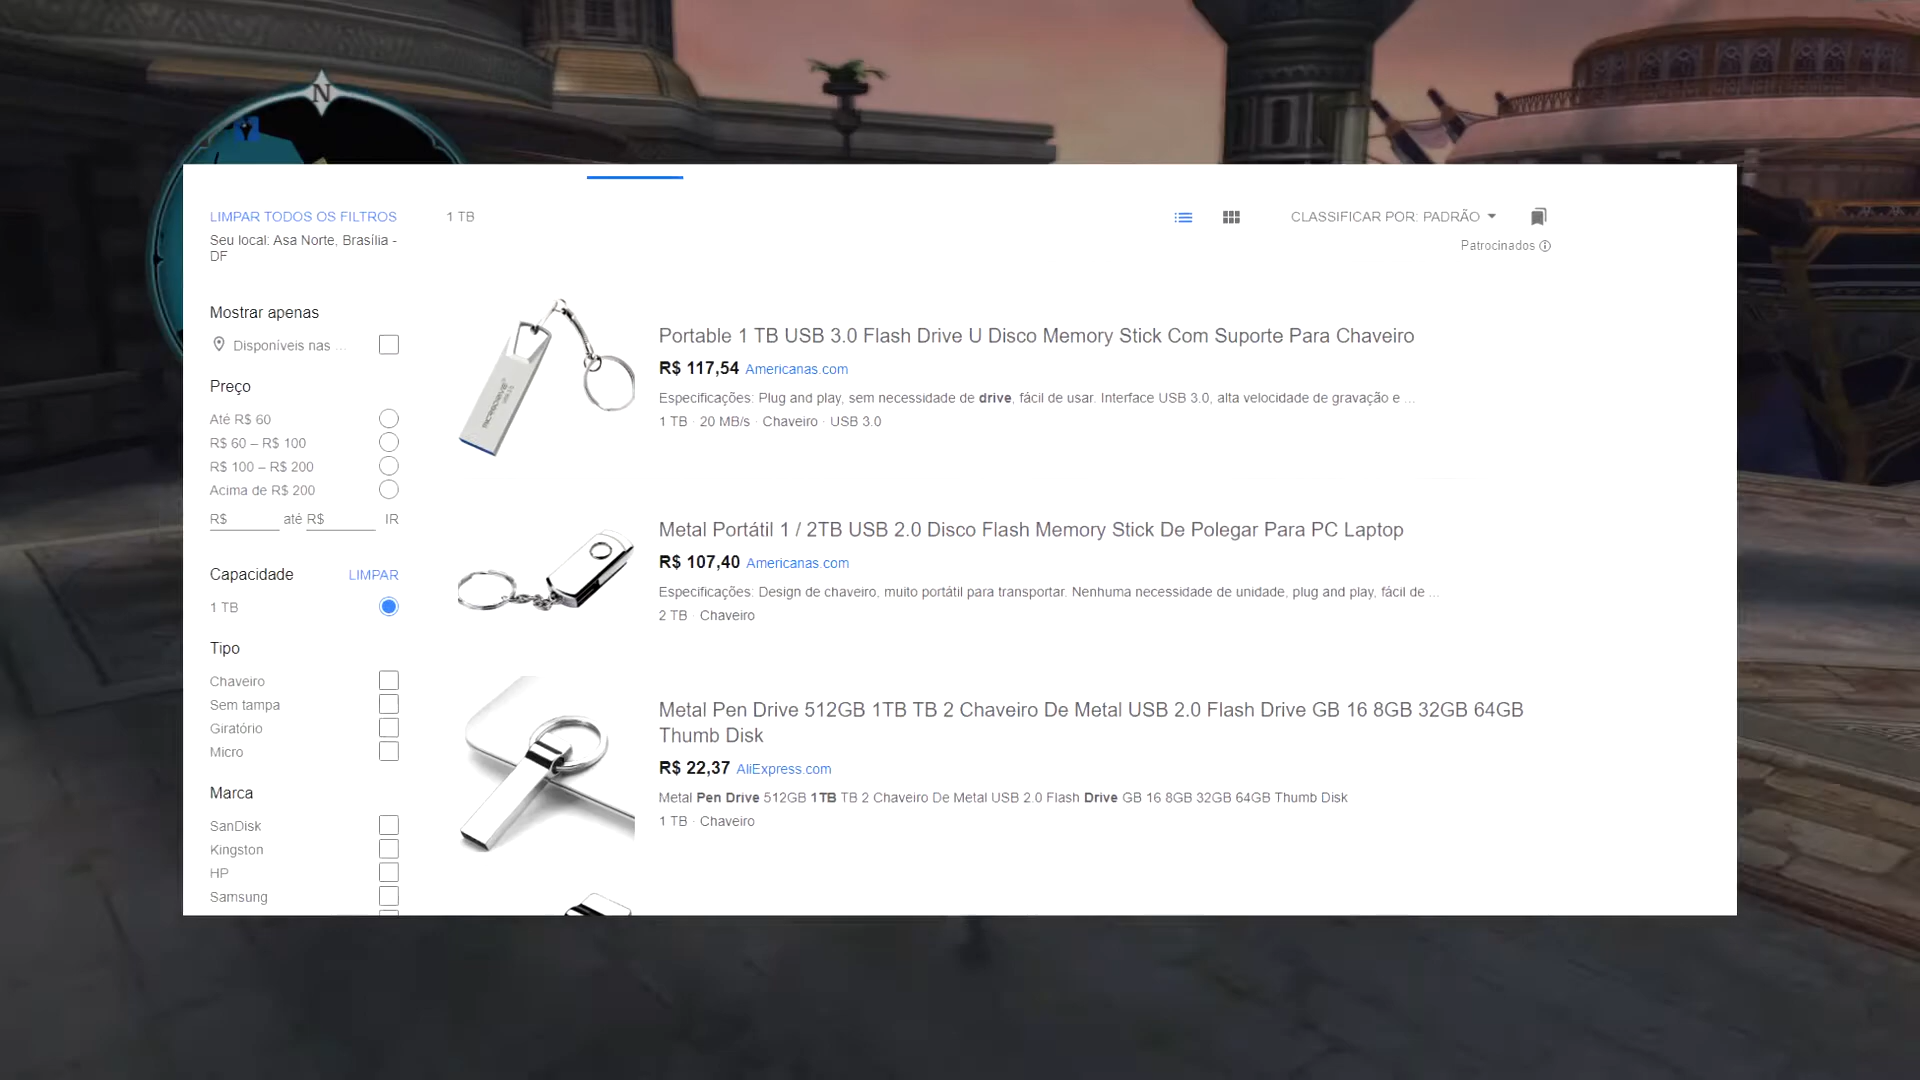 N
LIMPAR TODOS OS FILTROS
1 TB
CLASSIFICAR POR: PADRÃO
Seu local: Asa Norte, Brasília -
DF
Patrocinados
Mostrar apenas
Disponíveis nas ...
Preço
Até R$ 60
R$ 60 – R$ 100
R$ 100 – R$ 200
Acima de R$ 200
R$ até R$ IR
Capacidade LIMPAR
1 TB
Tipo
Chaveiro
Sem tampa
Giratório
Micro
Marca
SanDisk
Kingston
HP
Samsung
Portable 1 TB USB 3.0 Flash Drive U Disco Memory Stick Com Suporte Para Chaveiro
R$ 117,54 Americanas.com
Especificações: Plug and play, sem necessidade de drive, fácil de usar. Interface USB 3.0, alta velocidade de gravação e ...
1 TB · 20 MB/s · Chaveiro · USB 3.0
Metal Portátil 1 / 2TB USB 2.0 Disco Flash Memory Stick De Polegar Para PC Laptop
R$ 107,40 Americanas.com
Especificações: Design de chaveiro, muito portátil para transportar. Nenhuma necessidade de unidade, plug and play, fácil de ...
2 TB · Chaveiro
Metal Pen Drive 512GB 1TB TB 2 Chaveiro De Metal USB 2.0 Flash Drive GB 16 8GB 32GB 64GB
Thumb Disk
R$ 22,37 AliExpress.com
Metal Pen Drive 512GB 1TB TB 2 Chaveiro De Metal USB 2.0 Flash Drive GB 16 8GB 32GB 64GB Thumb Disk
1 TB · Chaveiro